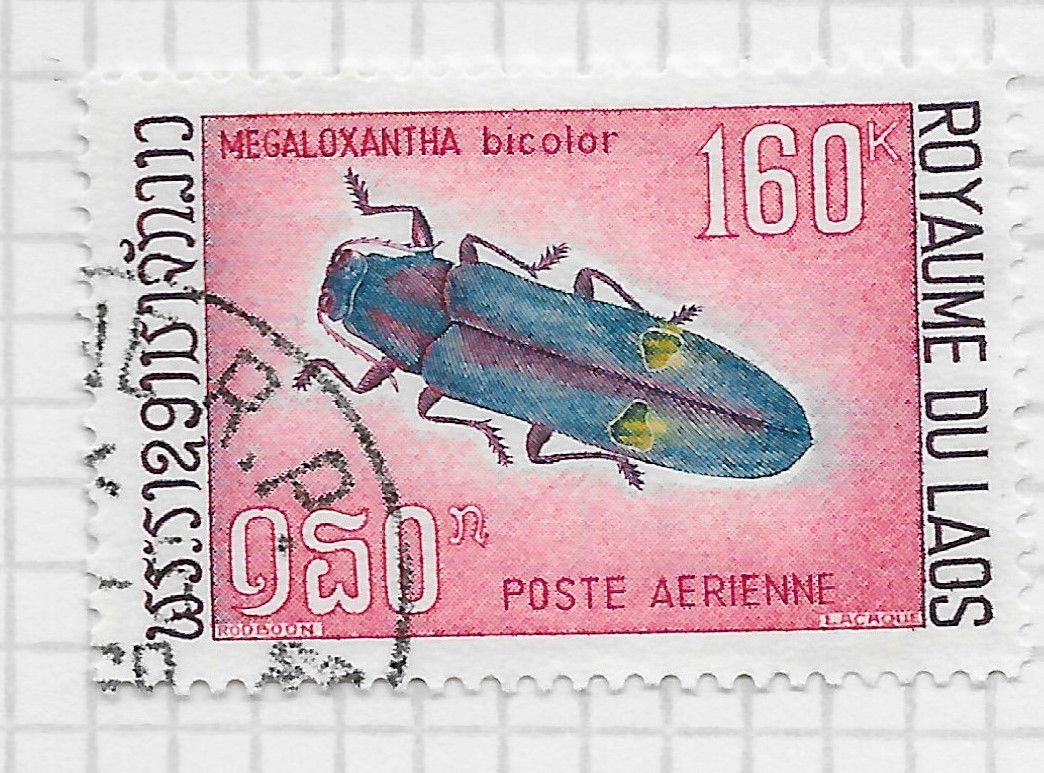 MEGALOXANTHA bicolor
160K
ROYAUME DU LAOS
ພຣະຣາຊອານາຈັກລາວ
໑໖໐ກ
POSTE AERIENNE
ROUBOON
LACAQUE
R.P.